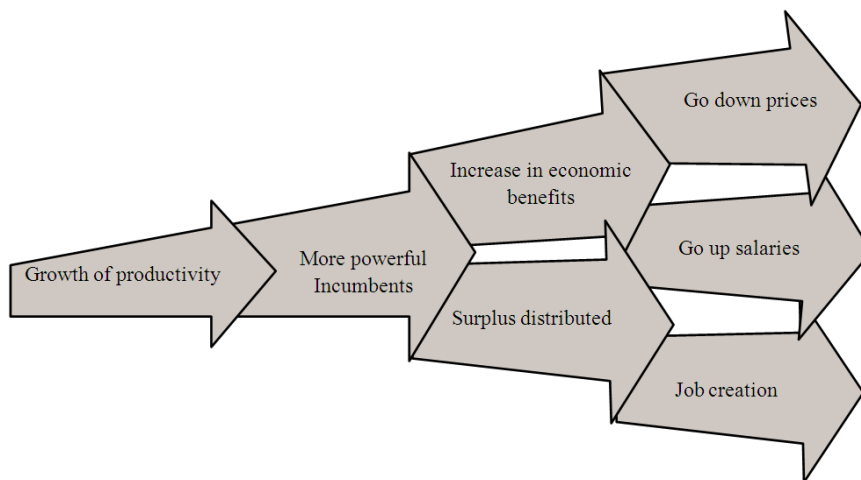 Growth of productivity
More powerful
Incumbents
Increase in economic
benefits
Surplus distributed
Go down prices
Go up salaries
Job creation